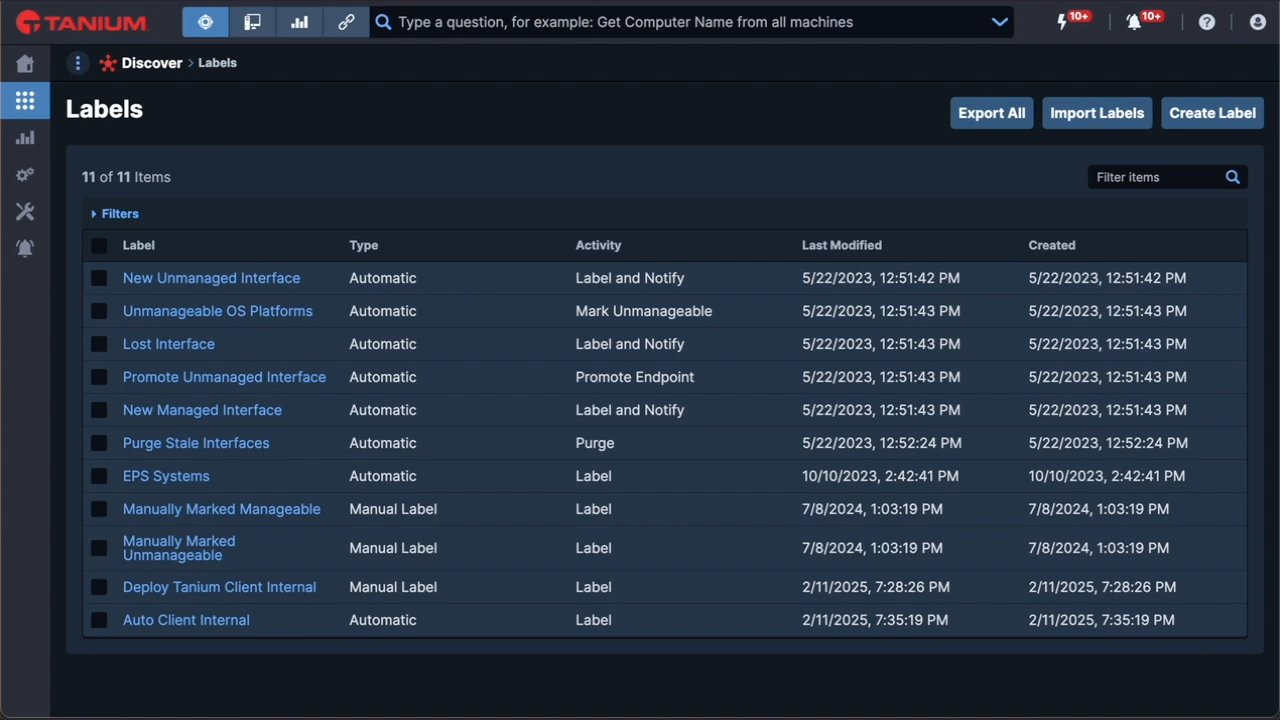 TANIUM
Type a question, for example: Get Computer Name from all machines
10+
10+
Discover > Labels
Labels
Export All
Import Labels
Create Label
11 of 11 Items
Filter items
Filters
Label Type Activity Last Modified Created
New Unmanaged Interface Automatic Label and Notify 5/22/2023, 12:51:42 PM 5/22/2023, 12:51:42 PM
Unmanageable OS Platforms Automatic Mark Unmanageable 5/22/2023, 12:51:43 PM 5/22/2023, 12:51:43 PM
Lost Interface Automatic Label and Notify 5/22/2023, 12:51:43 PM 5/22/2023, 12:51:43 PM
Promote Unmanaged Interface Automatic Promote Endpoint 5/22/2023, 12:51:43 PM 5/22/2023, 12:51:43 PM
New Managed Interface Automatic Label and Notify 5/22/2023, 12:51:43 PM 5/22/2023, 12:51:43 PM
Purge Stale Interfaces Automatic Purge 5/22/2023, 12:52:24 PM 5/22/2023, 12:52:24 PM
EPS Systems Automatic Label 10/10/2023, 2:42:41 PM 10/10/2023, 2:42:41 PM
Manually Marked Manageable Manual Label Label 7/8/2024, 1:03:19 PM 7/8/2024, 1:03:19 PM
Manually Marked
Unmanageable Manual Label Label 7/8/2024, 1:03:19 PM 7/8/2024, 1:03:19 PM
Deploy Tanium Client Internal Manual Label Label 2/11/2025, 7:28:26 PM 2/11/2025, 7:28:26 PM
Auto Client Internal Automatic Label 2/11/2025, 7:35:19 PM 2/11/2025, 7:35:19 PM